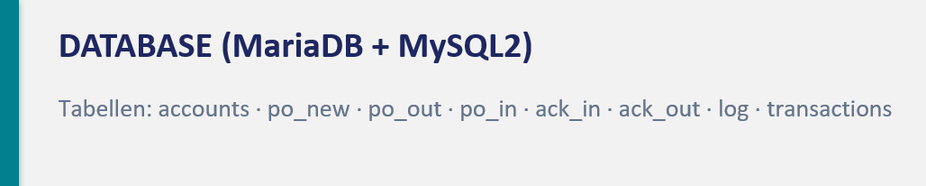 DATABASE (MariaDB + MySQL2)
Tabellen: accounts · po_new · po_out · po_in · ack_in · ack_out · log · transactions